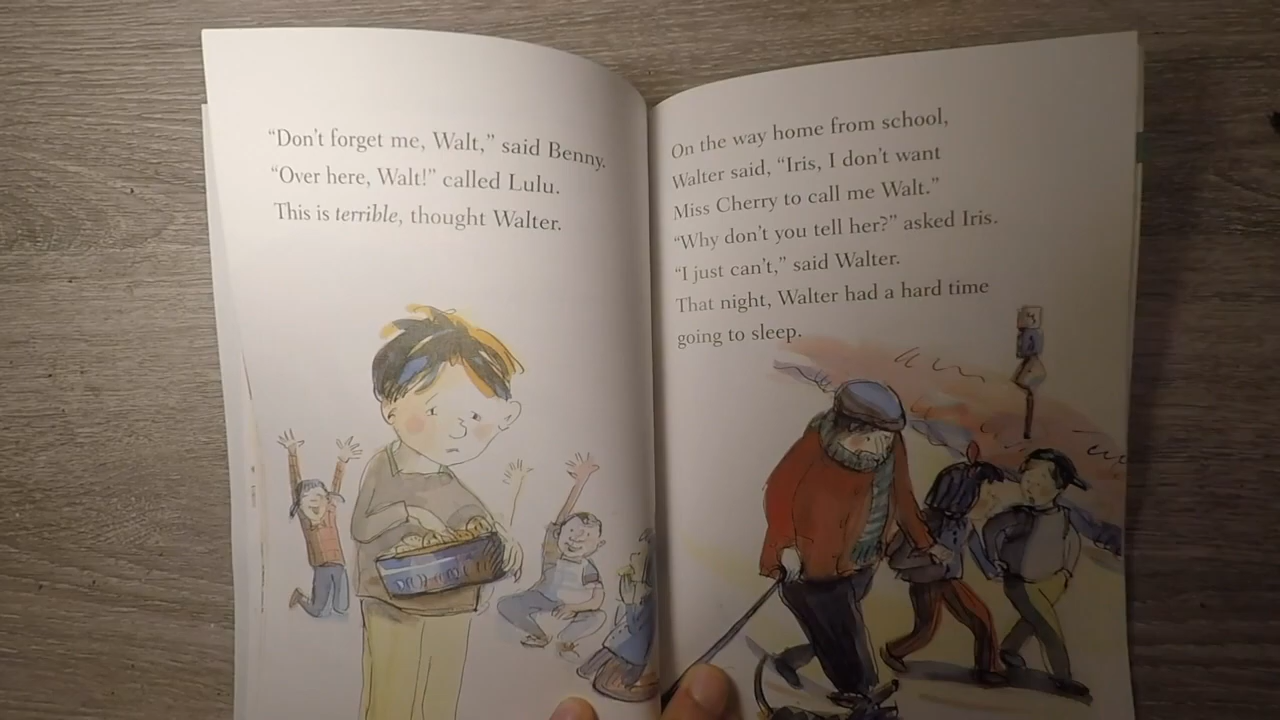 “Don’t forget me, Walt,” said Benny.
“Over here, Walt!” called Lulu.
This is terrible, thought Walter.
On the way home from school,
Walter said, “Iris, I don’t want
Miss Cherry to call me Walt.”
“Why don’t you tell her?” asked Iris.
“I just can’t,” said Walter.
That night, Walter had a hard time
going to sleep.